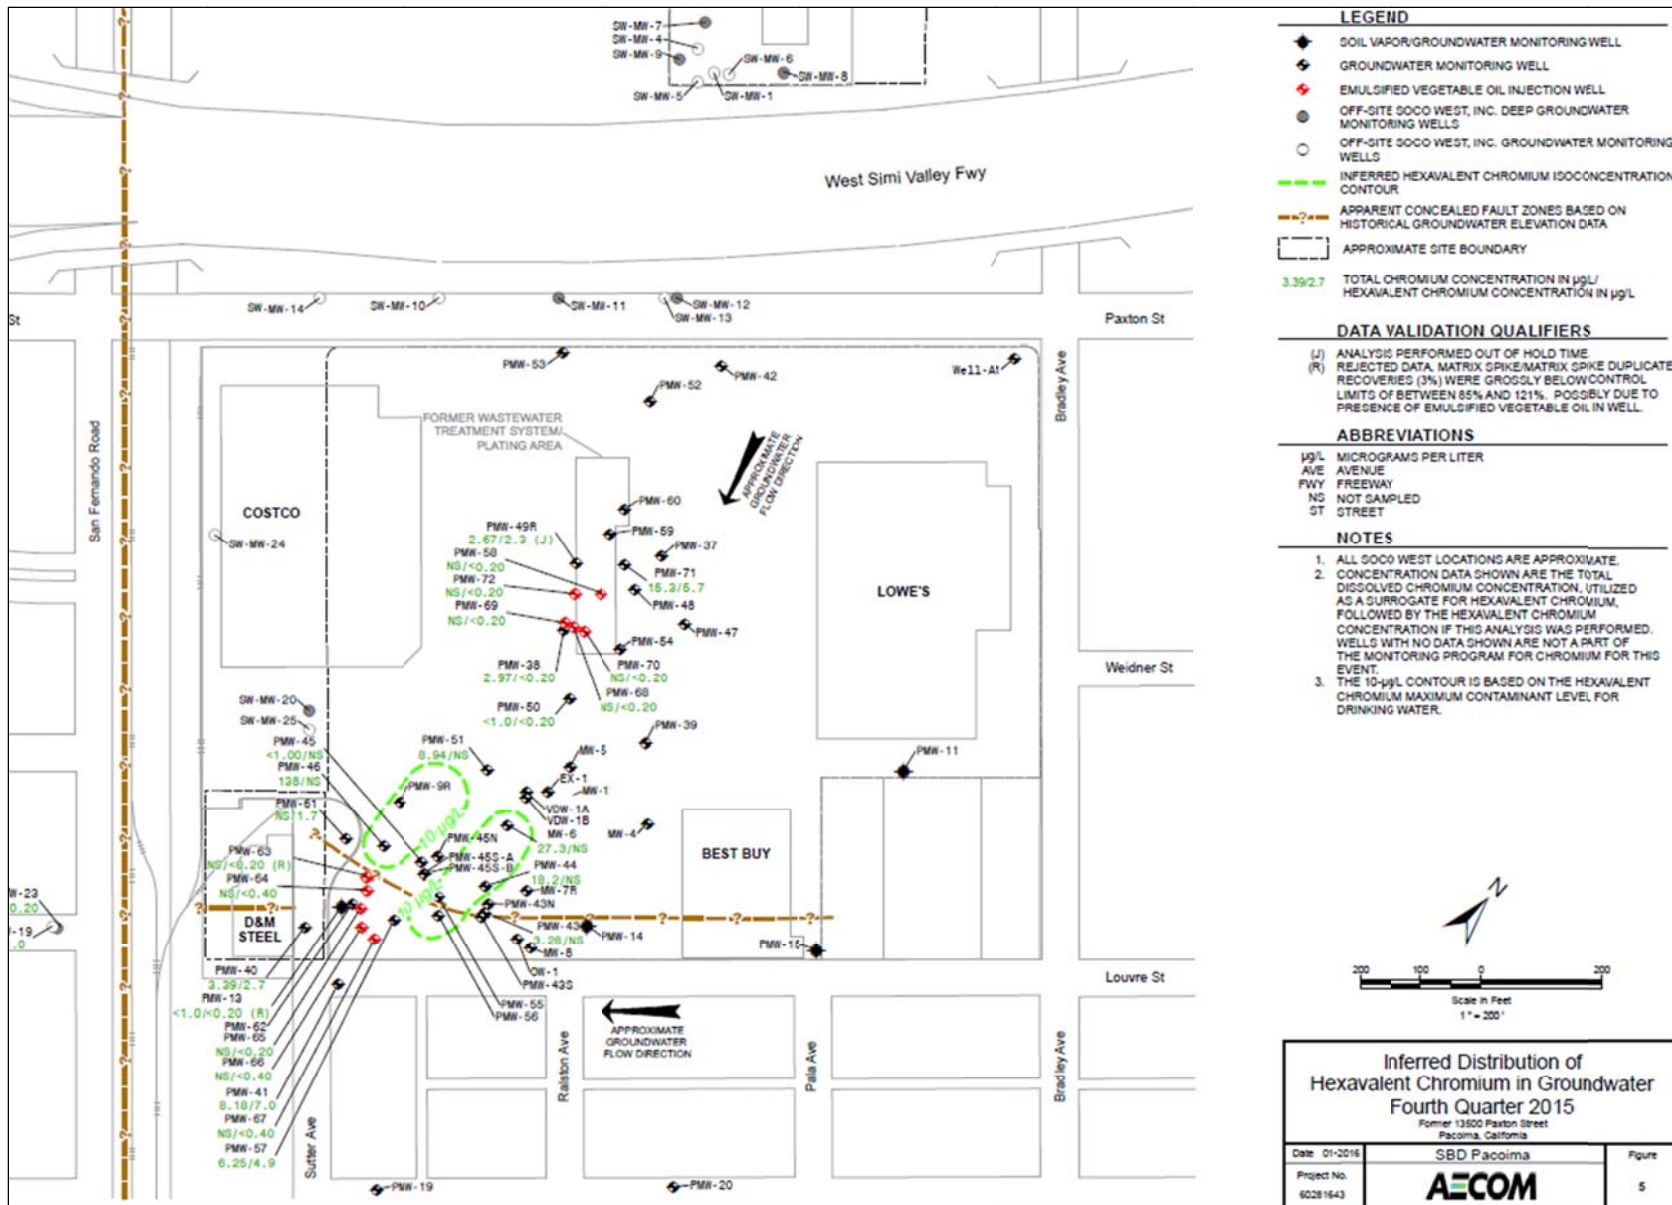 SW-MW-7
SW-MW-4
SW-MW-9
SW-MW-6
SW-MW-8
SW-MW-5
SW-MW-1
West Simi Valley Fwy
SW-MW-14
SW-MW-10
SW-MW-11
SW-MW-12
SW-MW-13
St
Paxton St
PMW-53
PMW-42
PMW-52
Bradley Ave
San Fernando Road
FORMER WASTEWATER
TREATMENT SYSTEM/
PLATING AREA
APPROXIMATE
GROUNDWATER
FLOW DIRECTION
COSTCO
SW-MW-24
PMW-60
PMW-59
PMW-37
PMW-49R
2.67/2.3 (J)
PMW-58
NS/<0.20
PMW-72
NS/<0.20
PMW-69
NS/<0.20
PMW-71
15.3/5.7
PMW-48
PMW-47
PMW-54
LOWE'S
PMW-38
2.97/<0.20
PMW-70
NS/<0.20
PMW-68
NS/<0.20
PMW-50
<1.0/<0.20
Weidner St
SW-MW-20
SW-MW-25
PMW-45
<1.00/NS
PMW-46
138/NS
PMW-51
8.94/NS
PMW-39
MW-5
PMW-11
PMW-9R
EX-1
MW-1
VDW-1A
VDW-1B
PMW-61
NS/1.7
10 µg/L
MW-6
27.3/NS
MW-4
PMW-63
NS/<0.20 (R)
PMW-64
NS/<0.40
PMW-45N
PMW-45S-A
PMW-45S-B
PMW-44
18.2/NS
MW-7R
BEST BUY
10 µg/L
PMW-43N
W-23
0.20
-19
.0
D&M
STEEL
PMW-43
3.28/NS
PMW-14
MW-8
PMW-15
OW-1
PMW-43S
Louvre St
PMW-40
3.39/2.7
PMW-13
<1.0/<0.20 (R)
PMW-62
PMW-65
NS/<0.20
PMW-66
NS/<0.40
PMW-41
8.18/7.0
PMW-67
NS/<0.40
PMW-57
6.25/4.9
PMW-55
PMW-56
APPROXIMATE
GROUNDWATER
FLOW DIRECTION
Sutter Ave
Ralston Ave
Pala Ave
Bradley Ave
PMW-19
PMW-20
LEGEND
SOIL VAPOR/GROUNDWATER MONITORING WELL
GROUNDWATER MONITORING WELL
EMULSIFIED VEGETABLE OIL INJECTION WELL
OFF-SITE SOCO WEST, INC. DEEP GROUNDWATER
MONITORING WELLS
OFF-SITE SOCO WEST, INC. GROUNDWATER MONITORING
WELLS
INFERRED HEXAVALENT CHROMIUM ISOCONCENTRATION
CONTOUR
APPARENT CONCEALED FAULT ZONES BASED ON
HISTORICAL GROUNDWATER ELEVATION DATA
APPROXIMATE SITE BOUNDARY
3.39/2.7 TOTAL CHROMIUM CONCENTRATION IN µg/L/
HEXAVALENT CHROMIUM CONCENTRATION IN µg/L
DATA VALIDATION QUALIFIERS
(J) ANALYSIS PERFORMED OUT OF HOLD TIME
(R) REJECTED DATA. MATRIX SPIKE/MATRIX SPIKE DUPLICATE
RECOVERIES (3%) WERE GROSSLY BELOW CONTROL
LIMITS OF BETWEEN 85% AND 121%. POSSIBLY DUE TO
PRESENCE OF EMULSIFIED VEGETABLE OIL IN WELL.
ABBREVIATIONS
µg/L MICROGRAMS PER LITER
AVE AVENUE
FWY FREEWAY
NS NOT SAMPLED
ST STREET
NOTES
1. ALL SOCO WEST LOCATIONS ARE APPROXIMATE.
2. CONCENTRATION DATA SHOWN ARE THE TOTAL
DISSOLVED CHROMIUM CONCENTRATION, UTILIZED
AS A SURROGATE FOR HEXAVALENT CHROMIUM,
FOLLOWED BY THE HEXAVALENT CHROMIUM
CONCENTRATION IF THIS ANALYSIS WAS PERFORMED.
WELLS WITH NO DATA SHOWN ARE NOT A PART OF
THE MONITORING PROGRAM FOR CHROMIUM FOR THIS
EVENT.
3. THE 10-µg/L CONTOUR IS BASED ON THE HEXAVALENT
CHROMIUM MAXIMUM CONTAMINANT LEVEL FOR
DRINKING WATER.
N
200 100 0 200
Scale in Feet
1" = 200'
Inferred Distribution of
Hexavalent Chromium in Groundwater
Fourth Quarter 2015
Former 13500 Paxton Street
Pacoima, California
Date 01-2016
SBD Pacoima
Figure
Project No.
60281643
AECOM
5